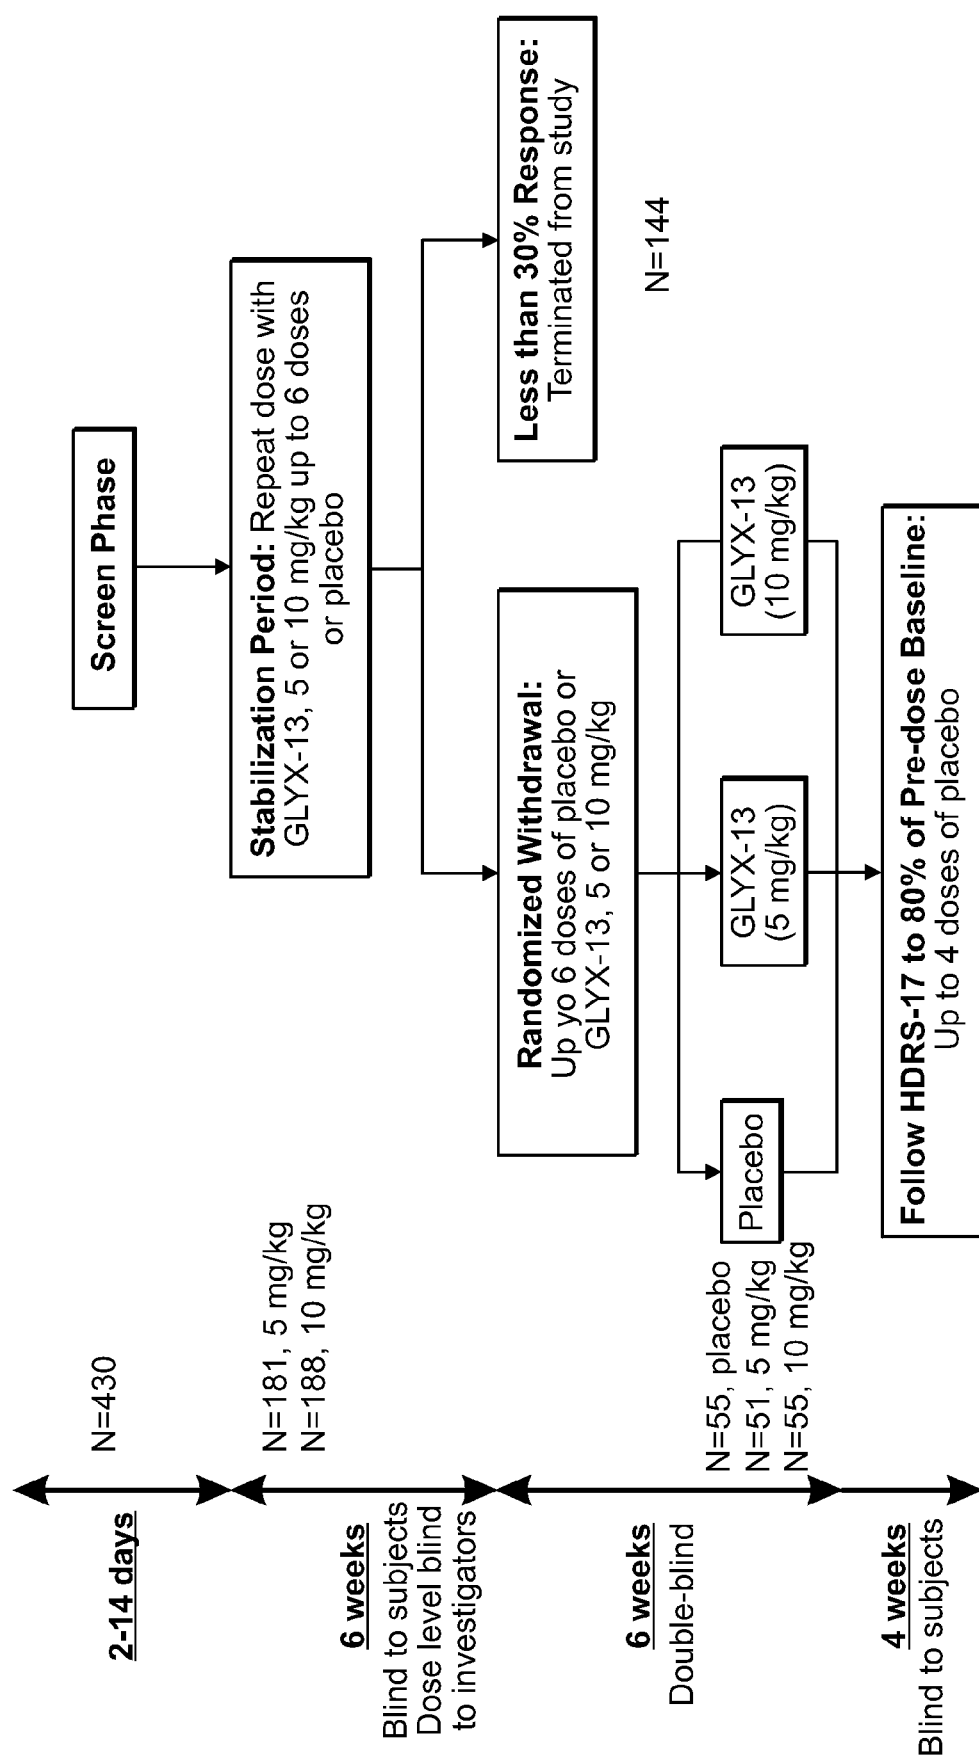 2-14 days
N=430
Screen Phase
6 weeks
Blind to subjects
Dose level blind
to investigators
N=181, 5 mg/kg
N=188, 10 mg/kg
Stabilization Period: Repeat dose with
GLYX-13, 5 or 10 mg/kg up to 6 doses
or placebo
Randomized Withdrawal:
Up yo 6 doses of placebo or
GLYX-13, 5 or 10 mg/kg
Less than 30% Response:
Terminated from study
N=144
6 weeks
Double-blind
N=55, placebo
N=51, 5 mg/kg
N=55, 10 mg/kg
Placebo
GLYX-13
(5 mg/kg)
GLYX-13
(10 mg/kg)
4 weeks
Blind to subjects
Follow HDRS-17 to 80% of Pre-dose Baseline:
Up to 4 doses of placebo